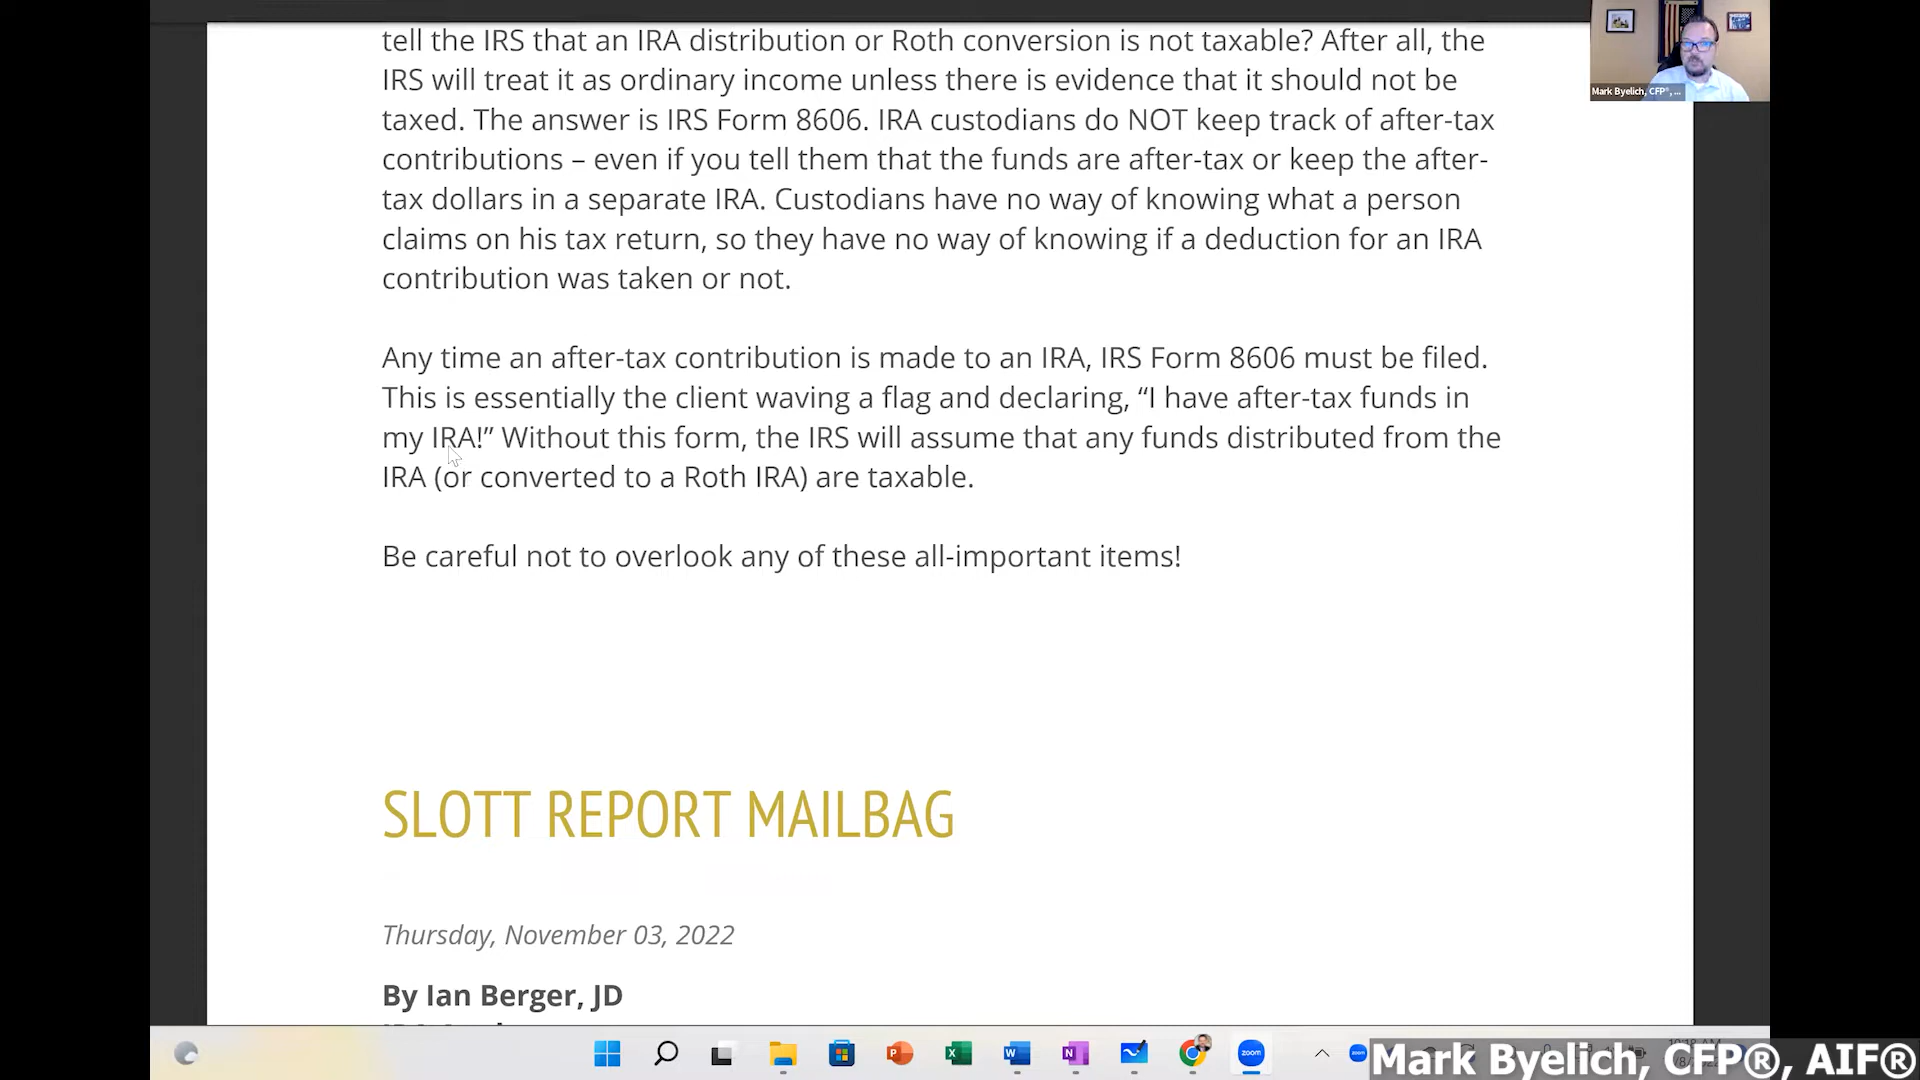 tell the IRS that an IRA distribution or Roth conversion is not taxable? After all, the
IRS will treat it as ordinary income unless there is evidence that it should not be
taxed. The answer is IRS Form 8606. IRA custodians do NOT keep track of after-tax
contributions – even if you tell them that the funds are after-tax or keep the after-
tax dollars in a separate IRA. Custodians have no way of knowing what a person
claims on his tax return, so they have no way of knowing if a deduction for an IRA
contribution was taken or not.
Any time an after-tax contribution is made to an IRA, IRS Form 8606 must be filed.
This is essentially the client waving a flag and declaring, “I have after-tax funds in
my IRA!” Without this form, the IRS will assume that any funds distributed from the
IRA (or converted to a Roth IRA) are taxable.
Be careful not to overlook any of these all-important items!
SLOTT REPORT MAILBAG
Thursday, November 03, 2022
By Ian Berger, JD
Mark Byelich, CFP®, ...
zoom
zoom
Mark Byelich, CFP®, AIF®